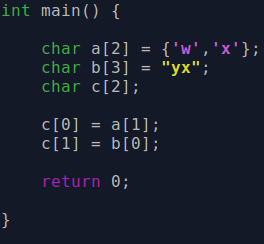 int main() {
    char a[2] = {'w','x'};
    char b[3] = "yx";
    char c[2];
    c[0] = a[1];
    c[1] = b[0];
    return 0;
}